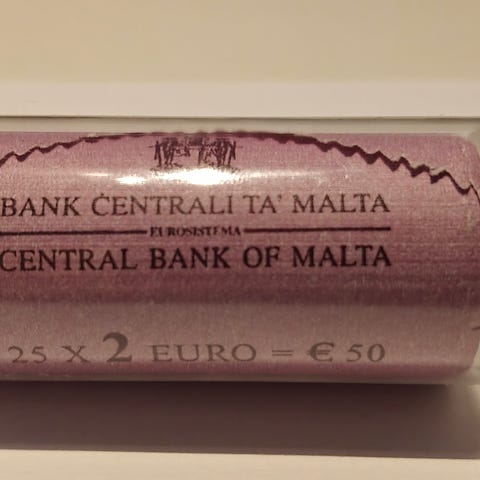 BANK ĊENTRALI TA' MALTA
EUROSISTEMA
CENTRAL BANK OF MALTA
25 X 2 EURO = € 50